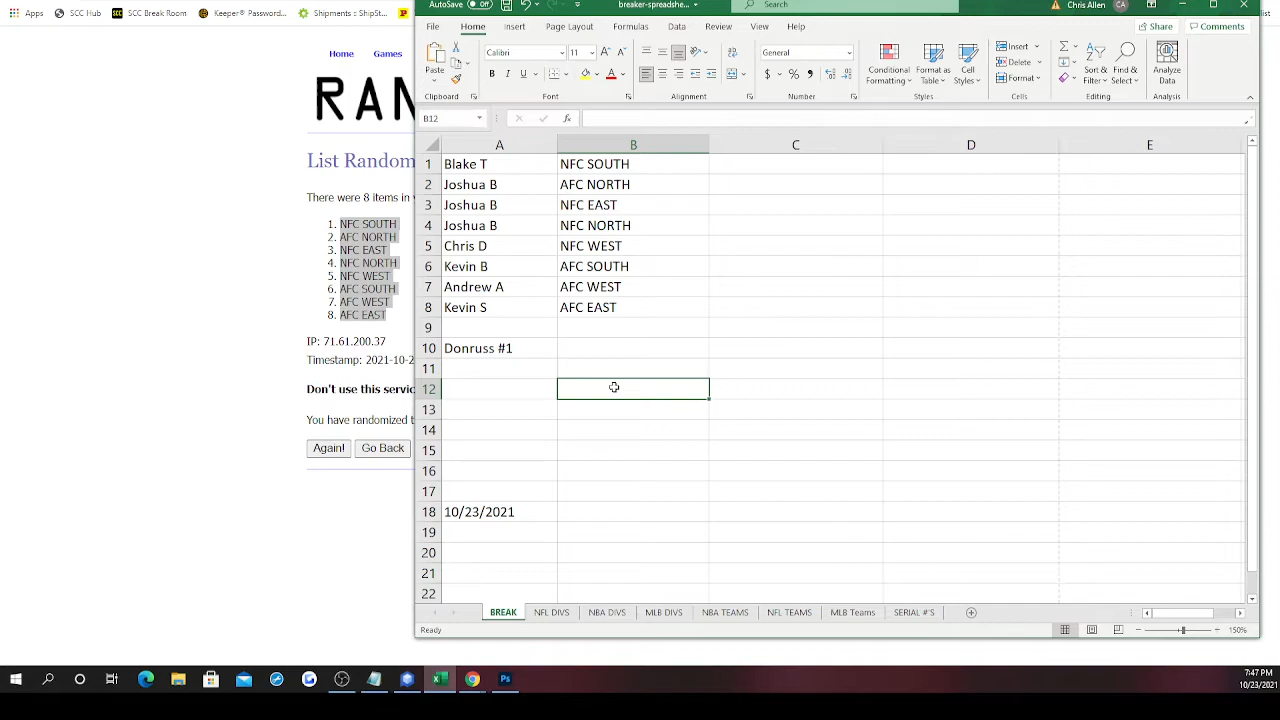 Apps SCC Hub SCC Break Room Keeper® Password... Shipments :: ShipSt...
Home Games
RAN
List Random
There were 8 items in
1. NFC SOUTH
2. AFC NORTH
3. NFC EAST
4. NFC NORTH
5. NFC WEST
6. AFC SOUTH
7. AFC WEST
8. AFC EAST
IP: 71.61.200.37
Timestamp: 2021-10-2
Don't use this servic
You have randomized t
Again! Go Back
AutoSave Off breaker-spreadshe... Search Chris Allen CA
File Home Insert Page Layout Formulas Data Review View Help Share Comments
Paste Calibri 11 General Conditional Formatting Format as Table Cell Styles Insert Delete Format Sort & Filter Find & Select Analyze Data
Clipboard Font Alignment Number Styles Cells Editing Analysis
B12 fx
A B C D E
1 Blake T NFC SOUTH
2 Joshua B AFC NORTH
3 Joshua B NFC EAST
4 Joshua B NFC NORTH
5 Chris D NFC WEST
6 Kevin B AFC SOUTH
7 Andrew A AFC WEST
8 Kevin S AFC EAST
9
10 Donruss #1
11
12
13
14
15
16
17
18 10/23/2021
19
20
21
22
BREAK NFL DIVS NBA DIVS MLB DIVS NBA TEAMS NFL TEAMS MLB Teams SERIAL #'S
Ready 150%
7:47 PM
10/23/2021